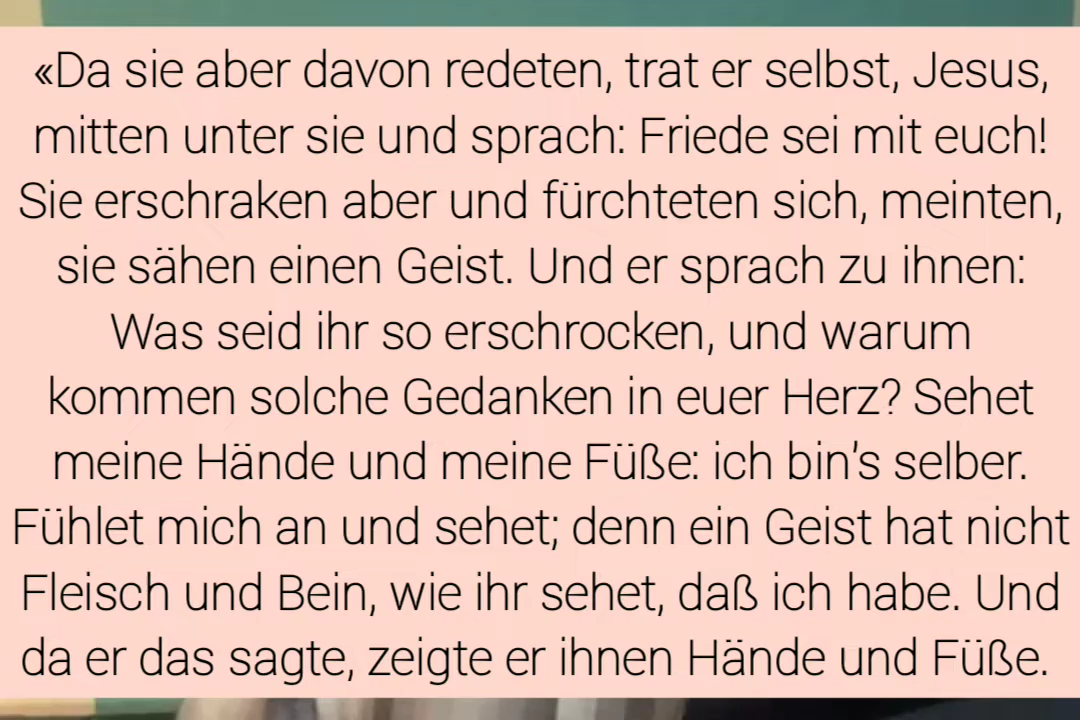 «Da sie aber davon redeten, trat er selbst, Jesus,
mitten unter sie und sprach: Friede sei mit euch!
Sie erschraken aber und fürchteten sich, meinten,
sie sähen einen Geist. Und er sprach zu ihnen:
Was seid ihr so erschrocken, und warum
kommen solche Gedanken in euer Herz? Sehet
meine Hände und meine Füße: ich bin’s selber.
Fühlet mich an und sehet; denn ein Geist hat nicht
Fleisch und Bein, wie ihr sehet, daß ich habe. Und
da er das sagte, zeigte er ihnen Hände und Füße.